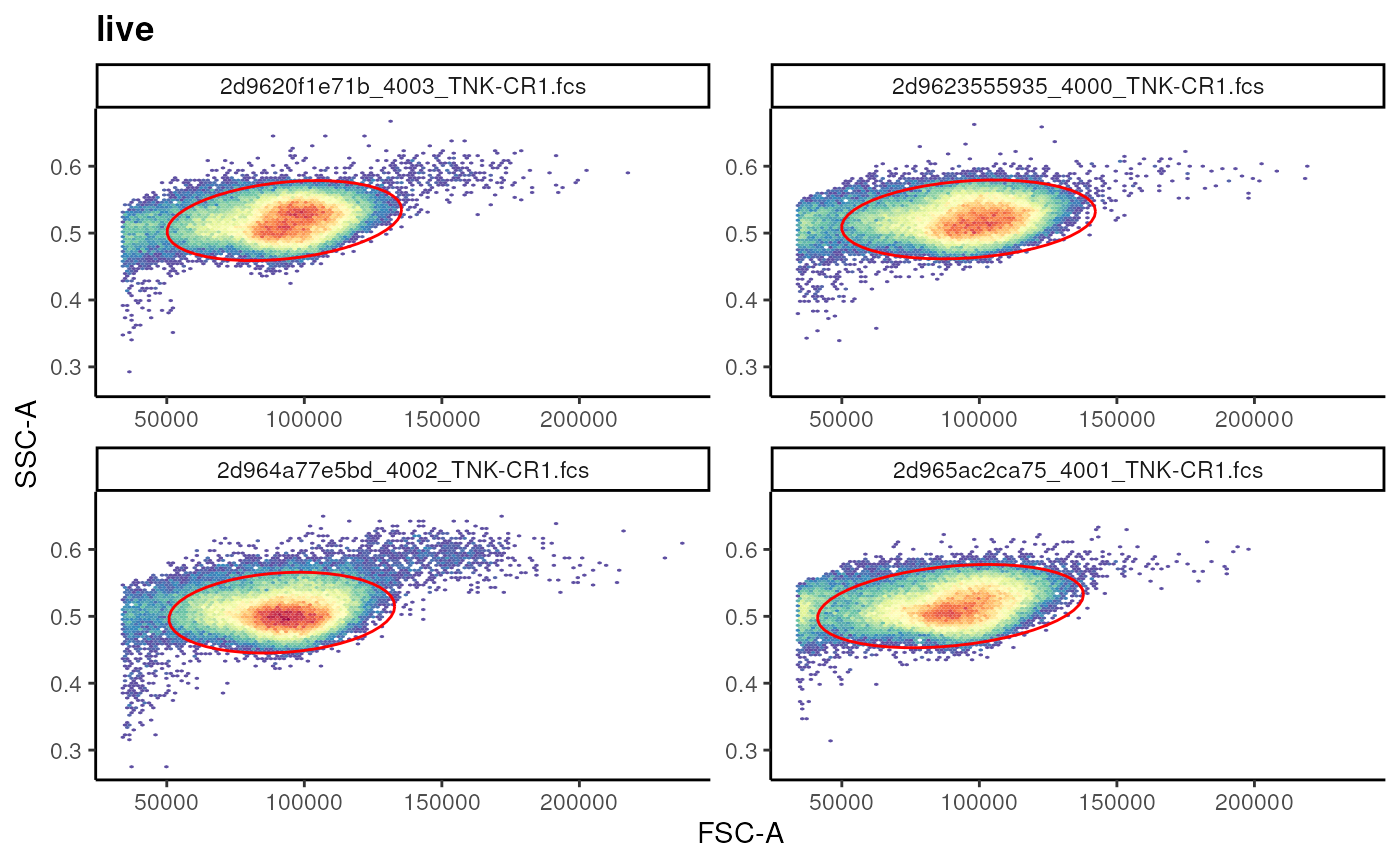 live
2d9620f1e71b_4003_TNK-CR1.fcs
2d9623555935_4000_TNK-CR1.fcs
0.6
0.5
0.4
0.3
0.6
0.5
0.4
0.3
50000 100000 150000 200000
50000 100000 150000 200000
SSC-A
2d964a77e5bd_4002_TNK-CR1.fcs
2d965ac2ca75_4001_TNK-CR1.fcs
0.6
0.5
0.4
0.3
0.6
0.5
0.4
0.3
50000 100000 150000 200000
50000 100000 150000 200000
FSC-A